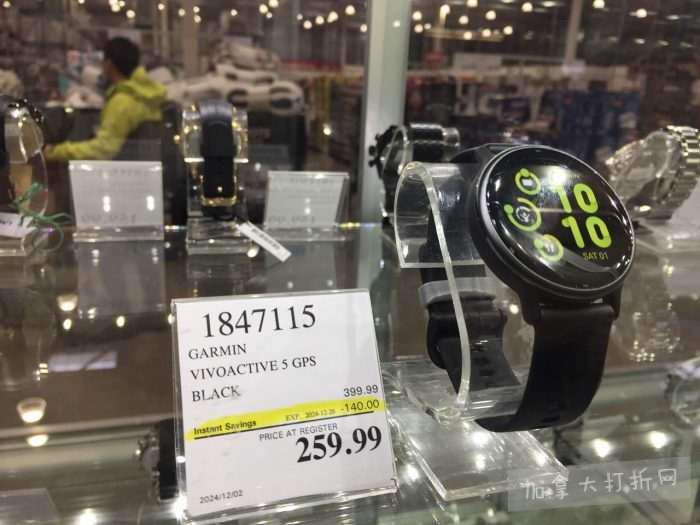 10
10
SAT 01
1847115
GARMIN
VIVOACTIVE 5 GPS
BLACK
399.99
Instant Savings EXP. 2024-12-26 -140.00
PRICE AT REGISTER
259.99
2024/12/02
加拿大打折网